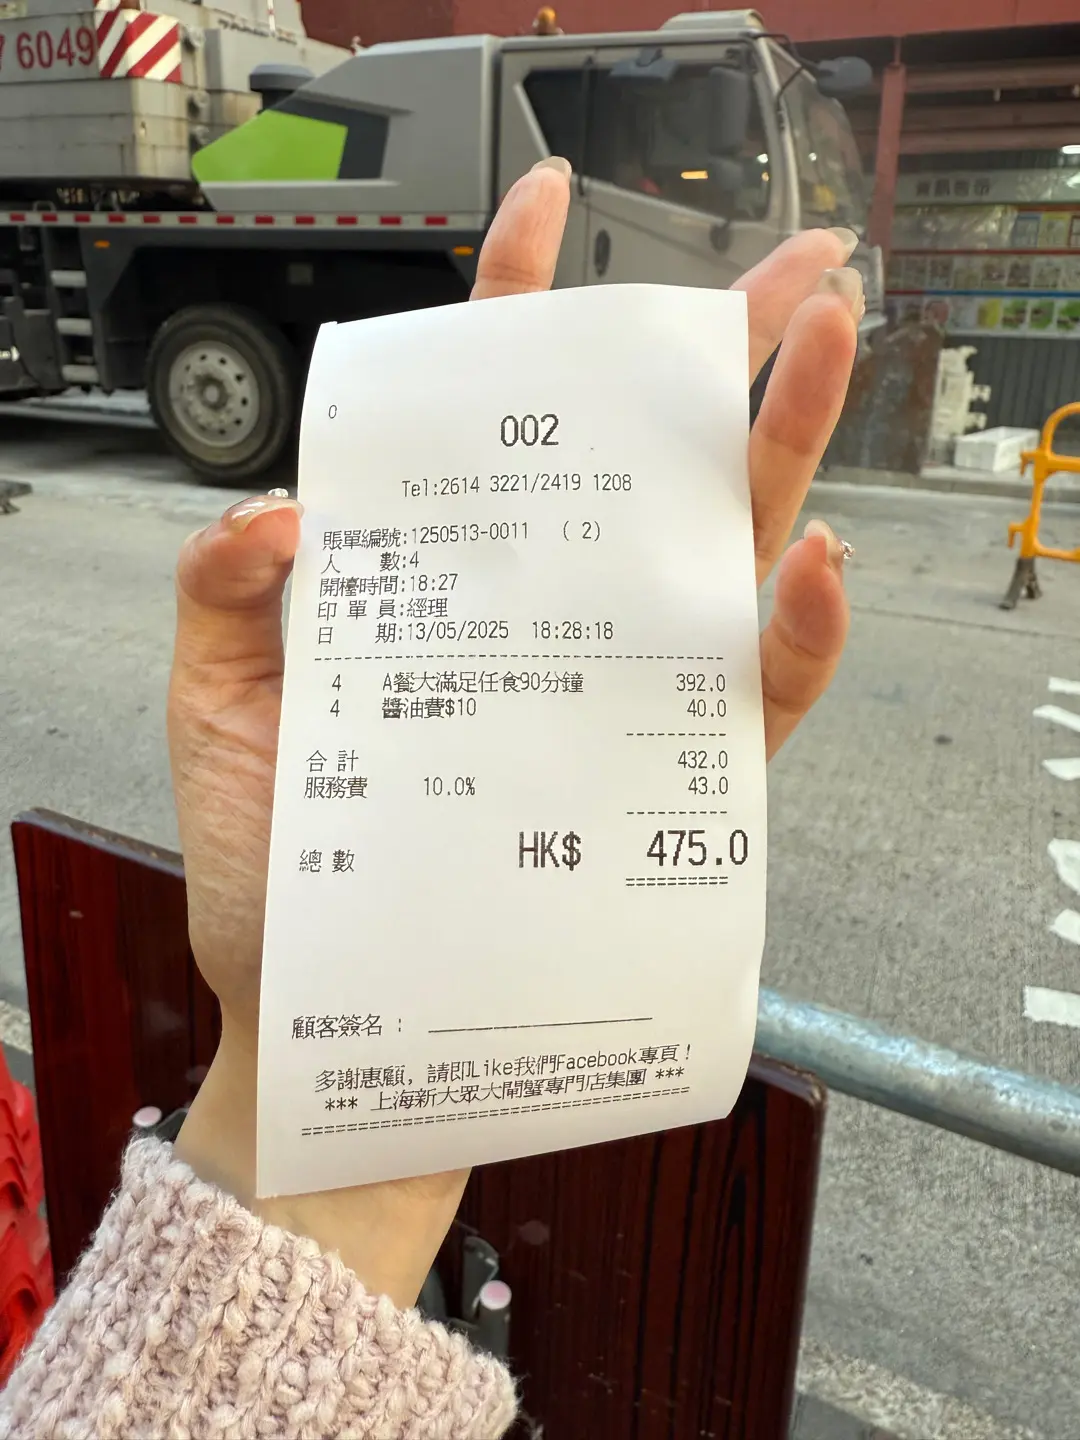 6049
0
002
Tel:2614 3221/2419 1208
賬單編號:1250513-0011 ( 2)
人 數:4
開檯時間:18:27
印 單 員:經理
日 期:13/05/2025 18:28:18
4 A餐大滿足任食90分鐘 392.0
4 醬油費$10 40.0
合 計 432.0
服務費 10.0% 43.0
總 數 HK$ 475.0
顧客簽名 :
多謝惠顧, 請即Like我們Facebook專頁!
*** 上海新大眾大閘蟹專門店集團 ***